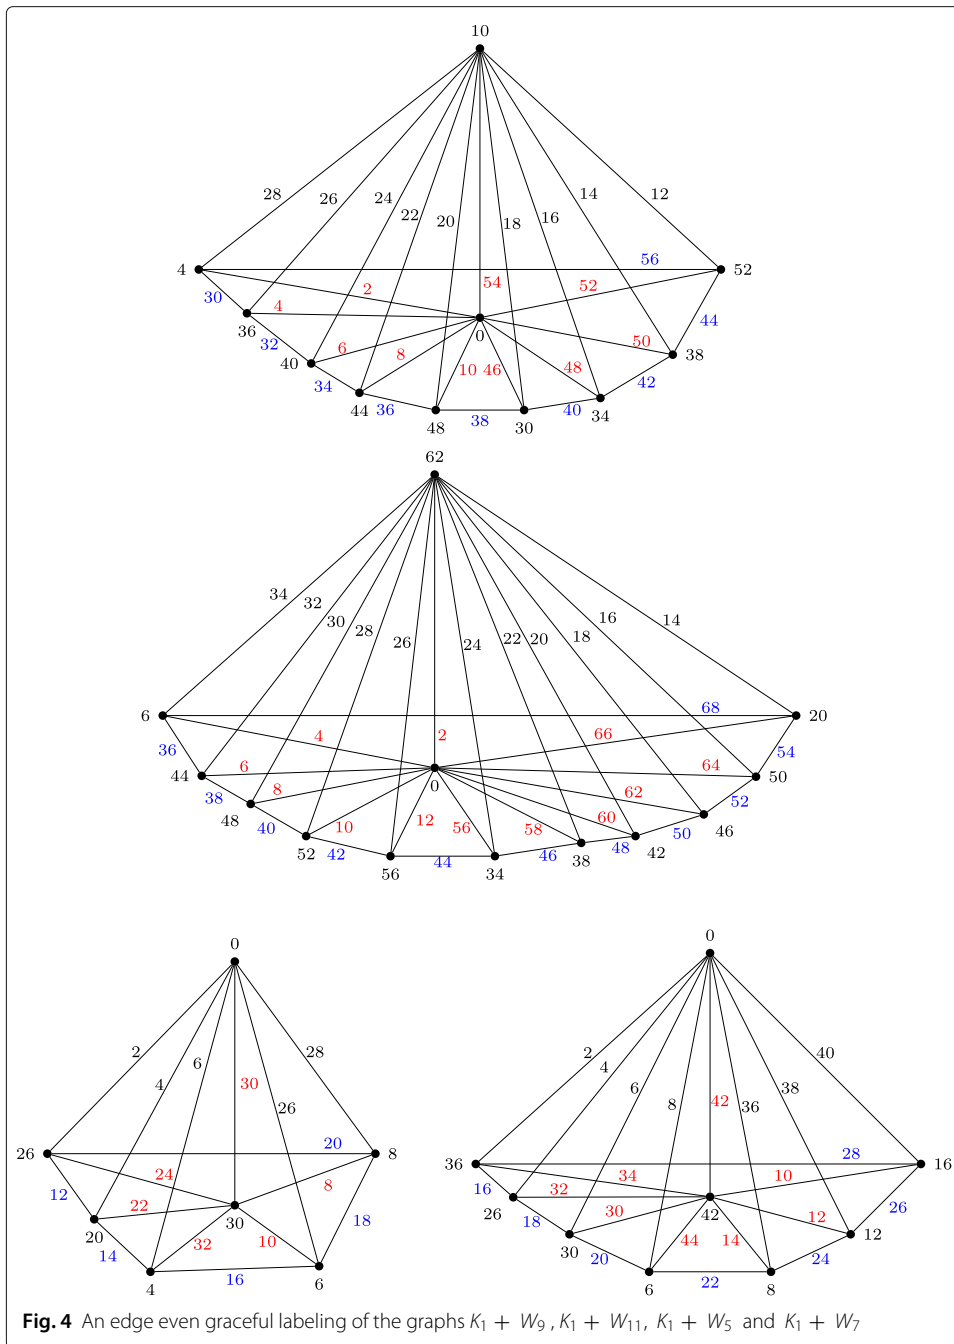 10
28 26 24 22 20 18 16 14 12
4 56 52
30 2 54 52
4 44
36 0
32 6 8 50 38
40 10 46 48
34 42
44 36 34
48 38 30 40
62
34 32 30 28 26 24 22 20 18 16 14
6 68 20
36 4 2 66 54
44 6 64 50
38 8 0 62 52
48 10 12 56 58 60 46
40 50
52 42 46 48 42
56 44 34 38
0
2 4 6 30 26 28
26 20 8
12 24 8
22 30 18
20 32 10
14
4 16 6
0
2 4 6 8 42 36 38 40
36 28 16
16 34 10 26
26 32 42
18 30 12 12
30 44 14
20 24
6 22 8
Fig. 4 An edge even graceful labeling of the graphs K₁ + W₉ , K₁ + W₁₁, K₁ + W₅ and K₁ + W₇